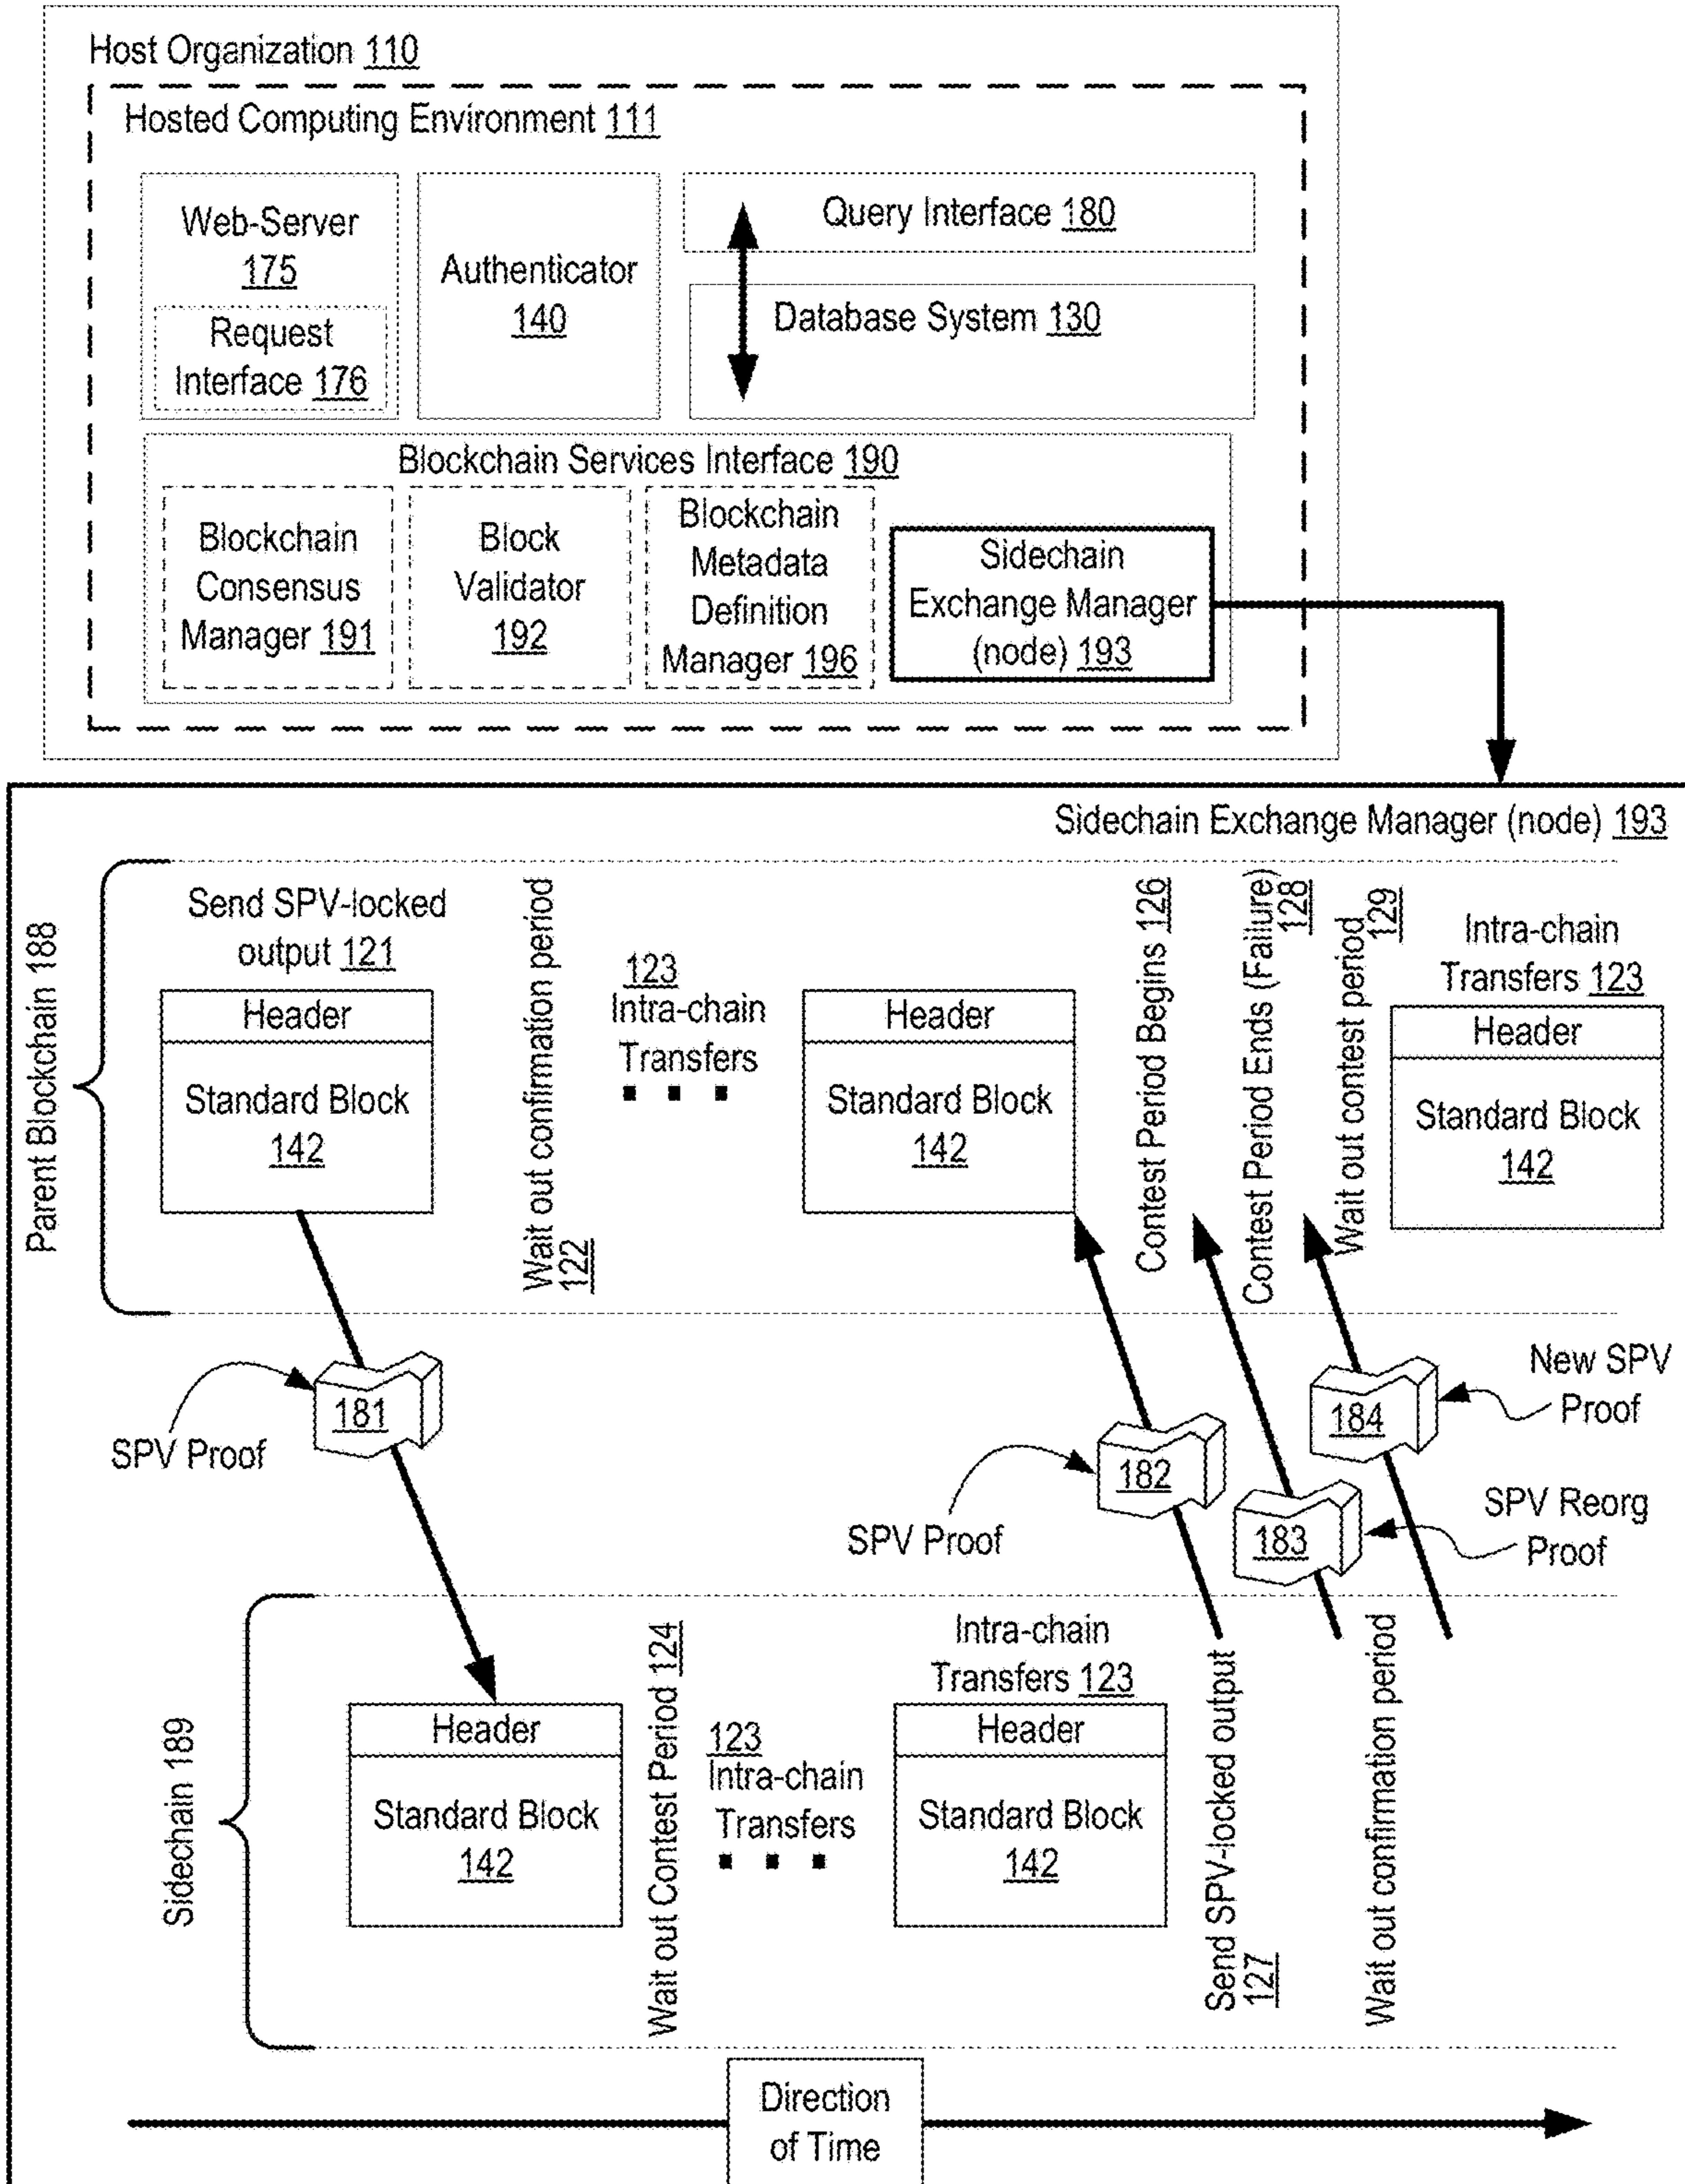 Host Organization 110
Hosted Computing Environment 111
Web-Server
175
Request
Interface 176
Authenticator
140
Query Interface 180
Database System 130
Blockchain Services Interface 190
Blockchain
Consensus
Manager 191
Block
Validator
192
Blockchain
Metadata
Definition
Manager 196
Sidechain
Exchange Manager
(node) 193
Sidechain Exchange Manager (node) 193
Parent Blockchain 188
Send SPV-locked
output 121
Header
Standard Block
142
Wait out confirmation period
122
123
Intra-chain
Transfers
Header
Standard Block
142
Contest Period Begins 126
Contest Period Ends (Failure)
128
Wait out contest period
129
Intra-chain
Transfers 123
Header
Standard Block
142
181
SPV Proof
182
SPV Proof
183
SPV Reorg
Proof
184
New SPV
Proof
Sidechain 189
Header
Standard Block
142
Wait out Contest Period 124
123
Intra-chain
Transfers
Intra-chain
Transfers 123
Header
Standard Block
142
Send SPV-locked output
127
Wait out confirmation period
Direction
of Time